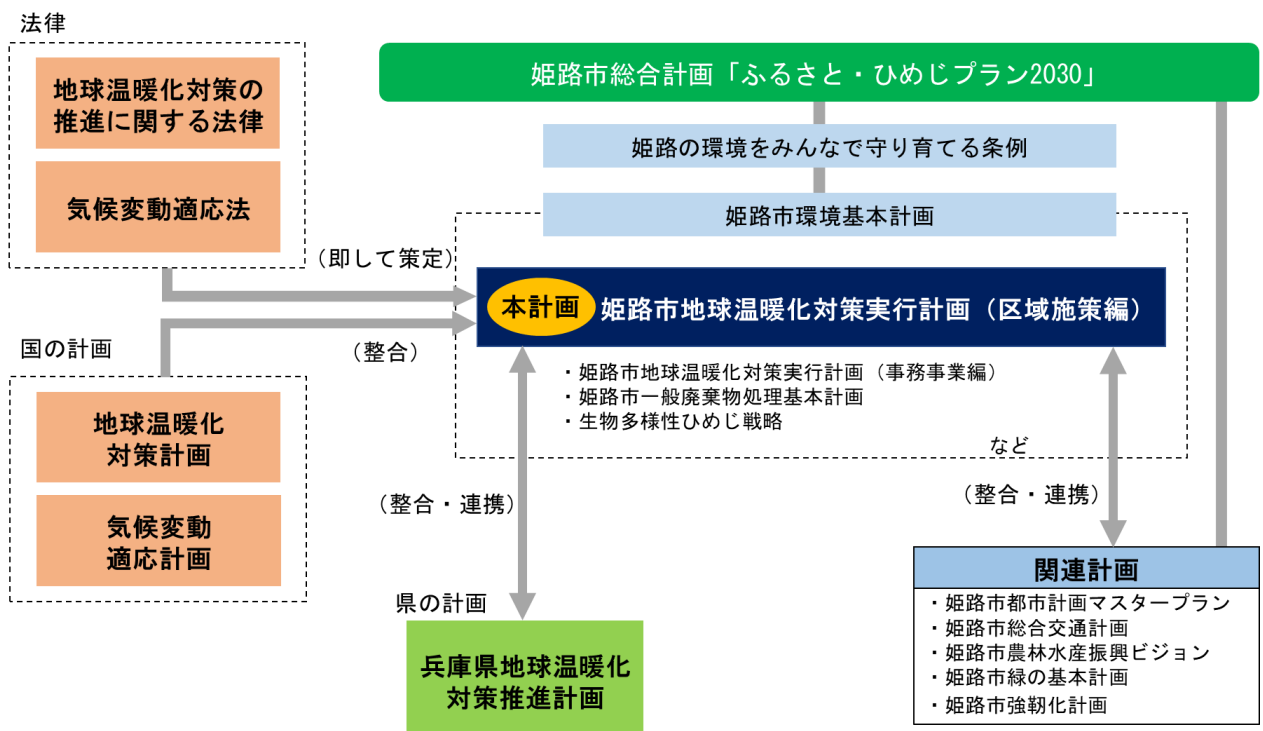 法律
地球温暖化対策の
推進に関する法律
気候変動適応法
姫路市総合計画「ふるさと・ひめじプラン2030」
姫路の環境をみんなで守り育てる条例
姫路市環境基本計画
（即して策定）
本計画
姫路市地球温暖化対策実行計画（区域施策編）
国の計画
（整合）
・姫路市地球温暖化対策実行計画（事務事業編）
・姫路市一般廃棄物処理基本計画
・生物多様性ひめじ戦略
など
地球温暖化
対策計画
気候変動
適応計画
（整合・連携）
（整合・連携）
県の計画
兵庫県地球温暖化
対策推進計画
関連計画
・姫路市都市計画マスタープラン
・姫路市総合交通計画
・姫路市農林水産振興ビジョン
・姫路市緑の基本計画
・姫路市強靭化計画